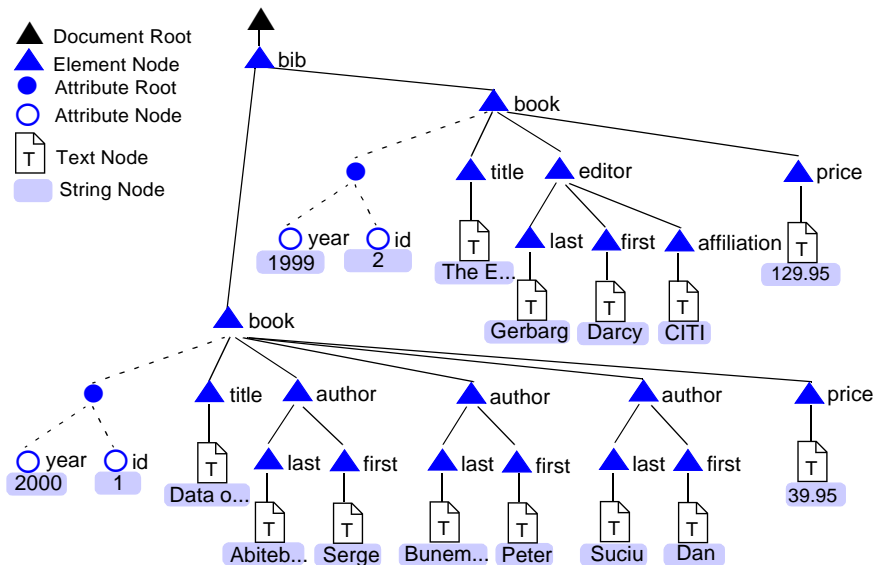 Document Root
Element Node
Attribute Root
Attribute Node
T Text Node
String Node
bib
book
title editor price
year id T last first affiliation T
1999 2 The E... 129.95
T T T
Gerbarg Darcy CITI
book
title author author author price
year id T last first last first last first T
2000 1 Data o... 39.95
T T T T T T
Abiteb... Serge Bunem... Peter Suciu Dan